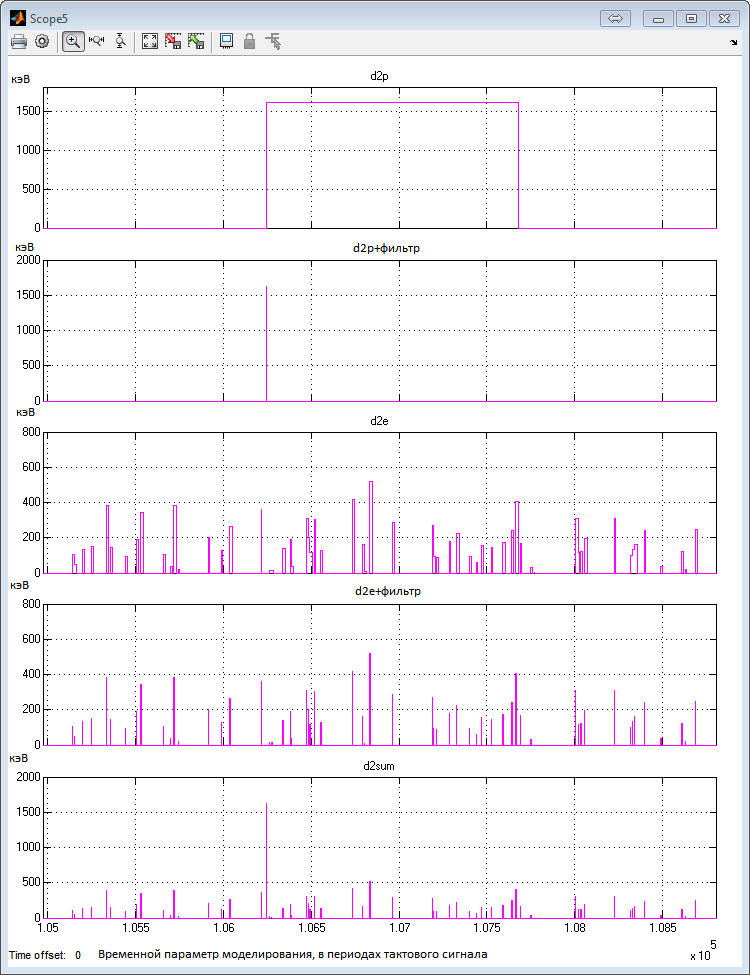 Scope5
кэВ
d2p
1500
1000
500
0
кэВ
d2p+фильтр
2000
1500
1000
500
0
кэВ
d2e
800
600
400
200
0
кэВ
d2e+фильтр
800
600
400
200
0
кэВ
d2sum
2000
1500
1000
500
0
1.05 1.055 1.06 1.065 1.07 1.075 1.08 1.085
x 10 5
Time offset: 0 Временной параметр моделирования, в периодах тактового сигнала